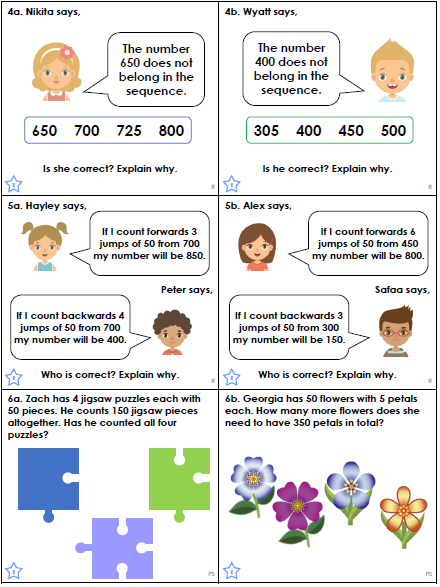 4a. Nikita says,
The number
650 does not
belong in the
sequence.
650 700 725 800
Is she correct? Explain why.
R
4b. Wyatt says,
The number
400 does not
belong in the
sequence.
305 400 450 500
Is he correct? Explain why.
R
5a. Hayley says,
If I count forwards 3
jumps of 50 from 700
my number will be 850.
Peter says,
If I count backwards 4
jumps of 50 from 700
my number will be 400.
Who is correct? Explain why.
R
5b. Alex says,
If I count forwards 6
jumps of 50 from 450
my number will be 800.
Safaa says,
If I count backwards 3
jumps of 50 from 300
my number will be 150.
Who is correct? Explain why.
R
6a. Zach has 4 jigsaw puzzles each with
50 pieces. He counts 150 jigsaw pieces
altogether. Has he counted all four
puzzles?
PS
6b. Georgia has 50 flowers with 5 petals
each. How many more flowers does she
need to have 350 petals in total?
PS